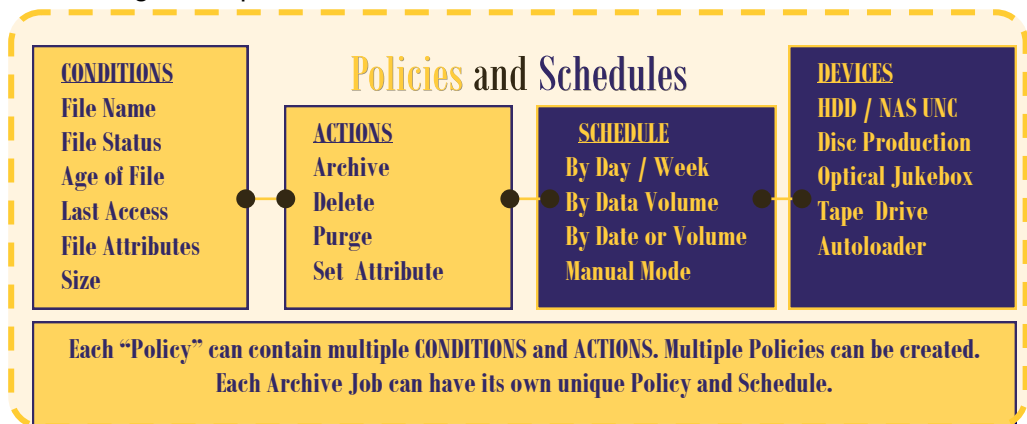 Policies and Schedules
CONDITIONS
File Name
File Status
Age of File
Last Access
File Attributes
Size
ACTIONS
Archive
Delete
Purge
Set Attribute
SCHEDULE
By Day / Week
By Data Volume
By Date or Volume
Manual Mode
DEVICES
HDD / NAS UNC
Disc Production
Optical Jukebox
Tape Drive
Autoloader
Each “Policy” can contain multiple CONDITIONS and ACTIONS. Multiple Policies can be created.
Each Archive Job can have its own unique Policy and Schedule.